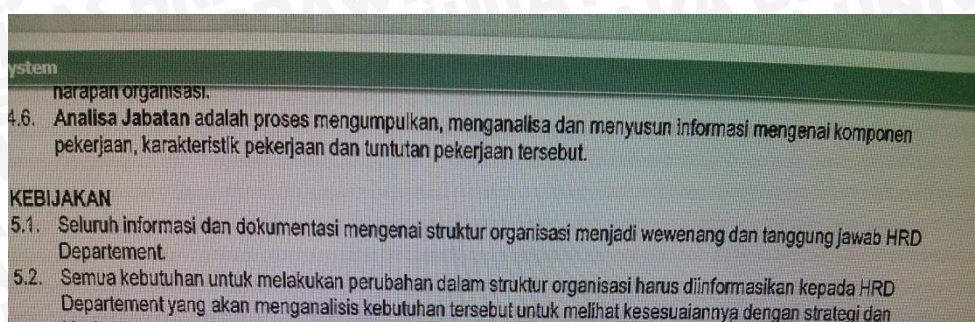 ystem
harapan organisasi.
4.6. Analisa Jabatan adalah proses mengumpulkan, menganalisa dan menyusun informasi mengenai komponen
pekerjaan, karakteristik pekerjaan dan tuntutan pekerjaan tersebut.
KEBIJAKAN
5.1. Seluruh informasi dan dokumentasi mengenai struktur organisasi menjadi wewenang dan tanggung jawab HRD
Departement.
5.2. Semua kebutuhan untuk melakukan perubahan dalam struktur organisasi harus diinformasikan kepada HRD
Departement yang akan menganalisis kebutuhan tersebut untuk melihat kesesuaiannya dengan strategi dan